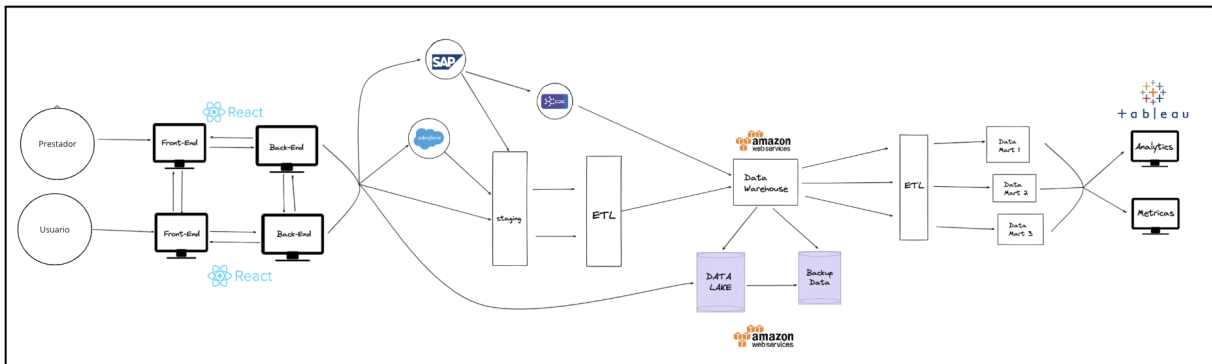 Prestador
Usuario
React
Front-End
Back-End
Front-End
Back-End
React
SAP
salesforce
CDC
staging
ETL
amazon
web services
Data
Warehouse
DATA
LAKE
Backup
Data
amazon
web services
ETL
Data
Mart 1
Data
Mart 2
Data
Mart 3
+ a b l e a u
Analytics
Metricas